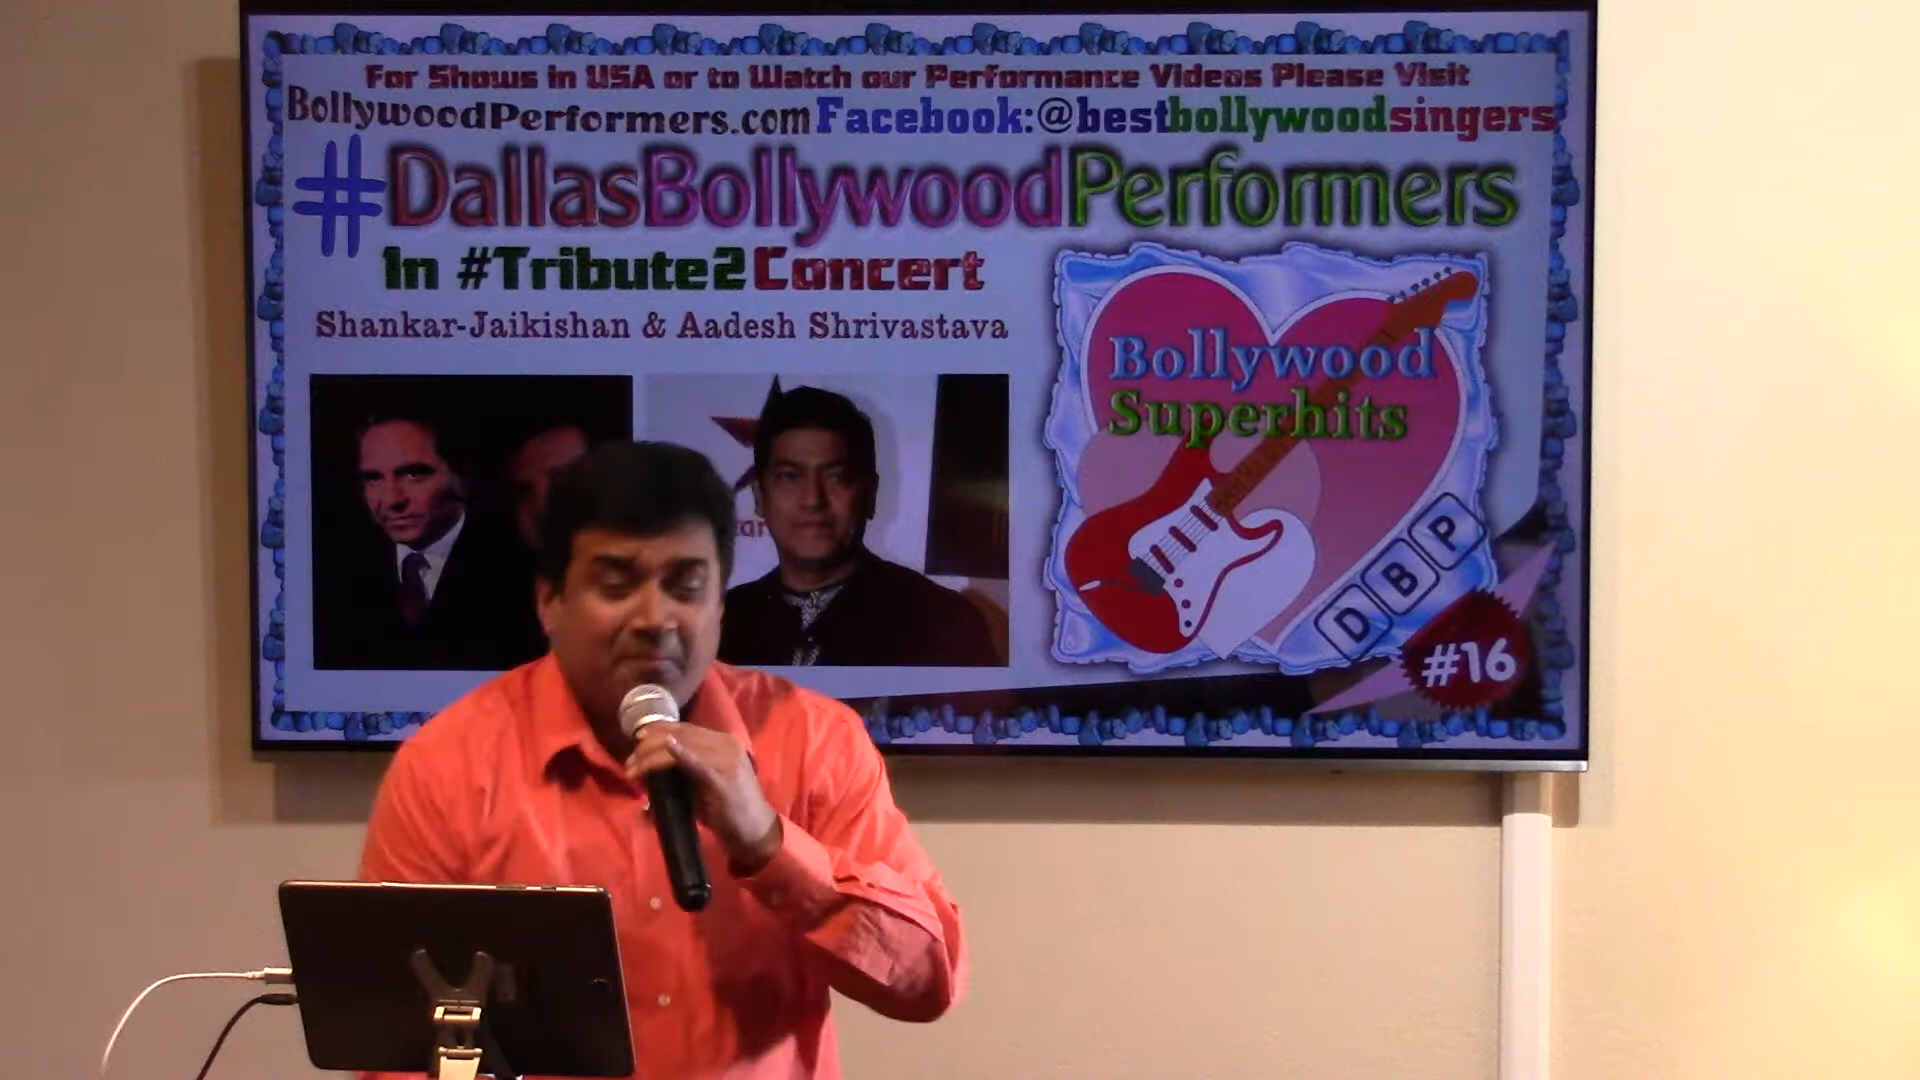 For Shows in USA or to Watch our Performance Videos Please Visit
BollywoodPerformers.com Facebook:@bestbollywoodsingers
#DallasBollywoodPerformers
In #Tribute2Concert
Shankar-Jaikishan & Aadesh Shrivastava
Bollywood
Superhits
DBP
#16